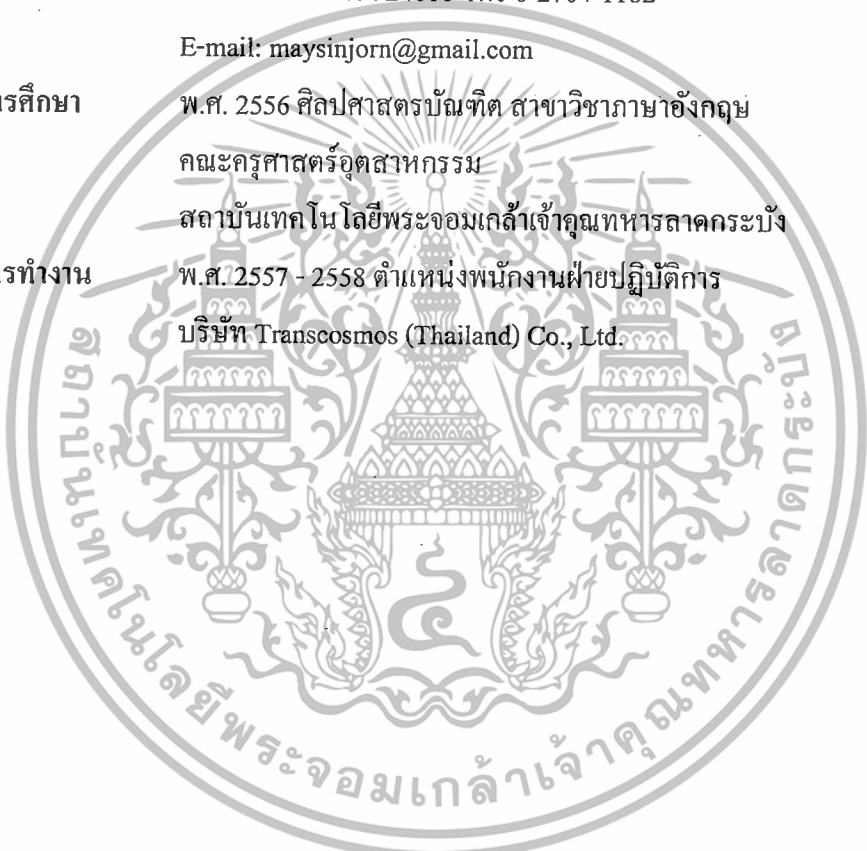 E-mail: maysinjorn@gmail.com
รศึกษา พ.ศ. 2556 ศิลปศาสตรบัณฑิต สาขาวิชาภาษาอังกฤษ
คณะครุศาสตร์อุตสาหกรรม
สถาบันเทคโนโลยีพระจอมเกล้าเจ้าคุณทหารลาดกระบัง
รทำงาน พ.ศ. 2557 - 2558 ตำแหน่งพนักงานฝ่ายปฏิบัติการ
บริษัท Transcosmos (Thailand) Co., Ltd.
สถาบันเทคโนโลยีพระจอมเกล้าเจ้าคุณทหารลาดกระบัง